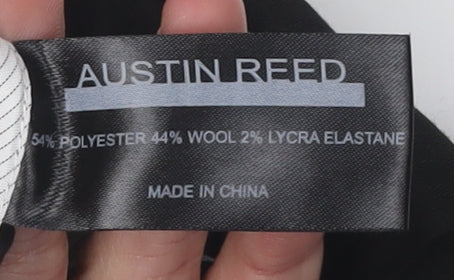 AUSTIN REED
54% POLYESTER 44% WOOL 2% LYCRA ELASTANE
MADE IN CHINA